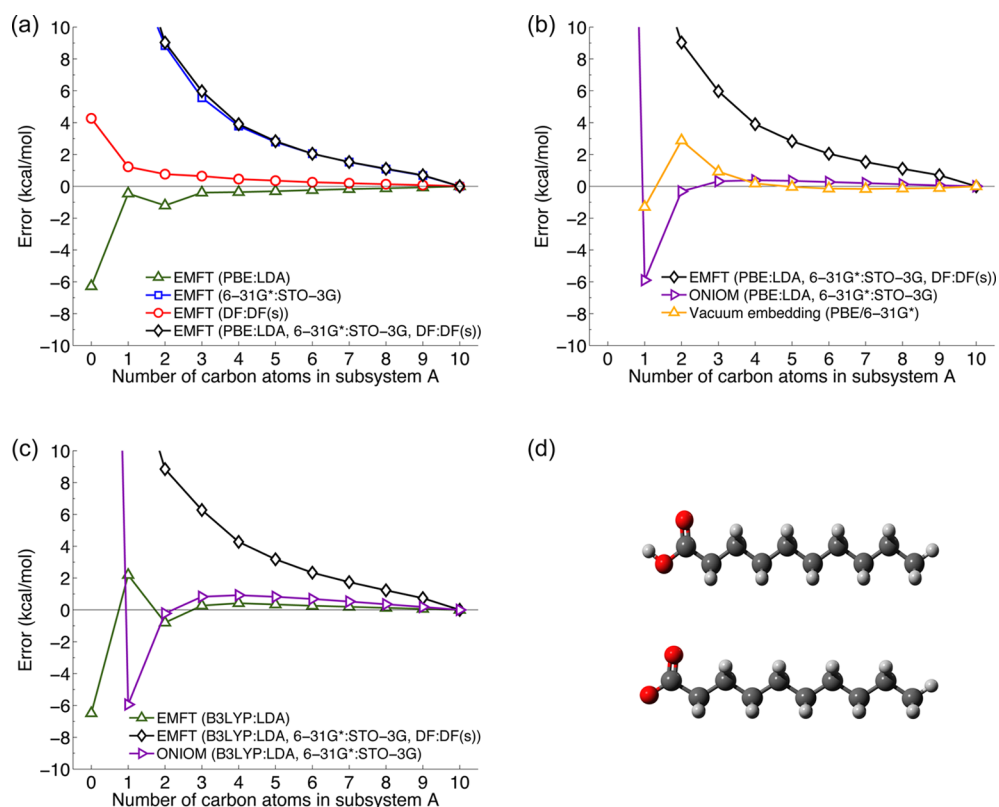 (a)
Error (kcal/mol)
10
8
6
4
2
0
−2
−4
−6
−8
−10
EMFT (PBE:LDA)
EMFT (6–31G*:STO–3G)
EMFT (DF:DF(s))
EMFT (PBE:LDA, 6–31G*:STO–3G, DF:DF(s))
0 1 2 3 4 5 6 7 8 9 10
Number of carbon atoms in subsystem A
(b)
Error (kcal/mol)
10
8
6
4
2
0
−2
−4
−6
−8
−10
EMFT (PBE:LDA, 6–31G*:STO–3G, DF:DF(s))
ONIOM (PBE:LDA, 6–31G*:STO–3G)
Vacuum embedding (PBE/6–31G*)
0 1 2 3 4 5 6 7 8 9 10
Number of carbon atoms in subsystem A
(c)
Error (kcal/mol)
10
8
6
4
2
0
−2
−4
−6
−8
−10
EMFT (B3LYP:LDA)
EMFT (B3LYP:LDA, 6–31G*:STO–3G, DF:DF(s))
ONIOM (B3LYP:LDA, 6–31G*:STO–3G)
0 1 2 3 4 5 6 7 8 9 10
Number of carbon atoms in subsystem A
(d)